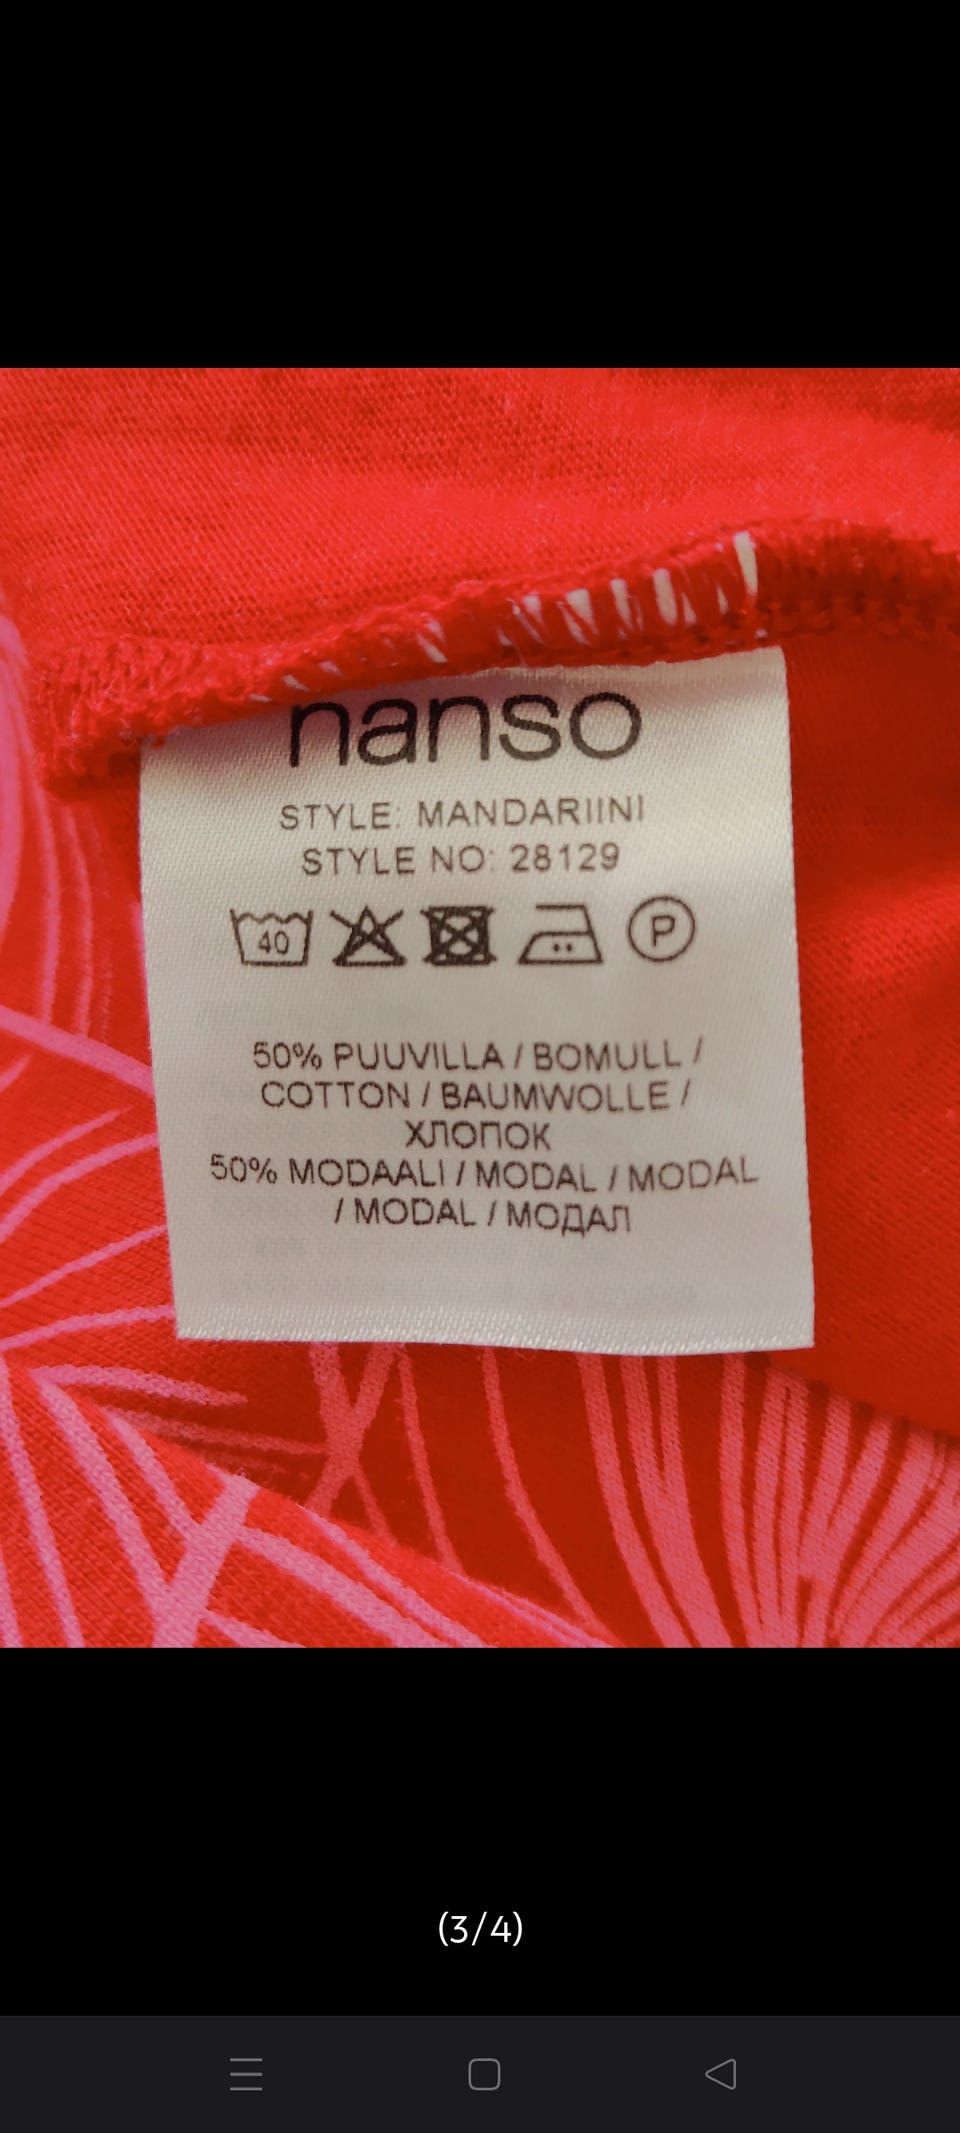 nanso
STYLE: MANDARIINI
STYLE NO: 28129
40
P
50% PUUVILLA / BOMULL /
COTTON / BAUMWOLLE /
ХЛОПОК
50% MODAALI / MODAL / MODAL
/ MODAL / МОДАЛ
(3/4)